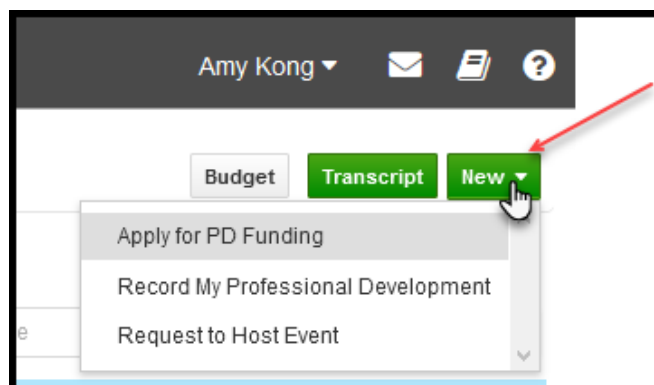 Amy Kong
Budget Transcript New
Apply for PD Funding
Record My Professional Development
Request to Host Event
e